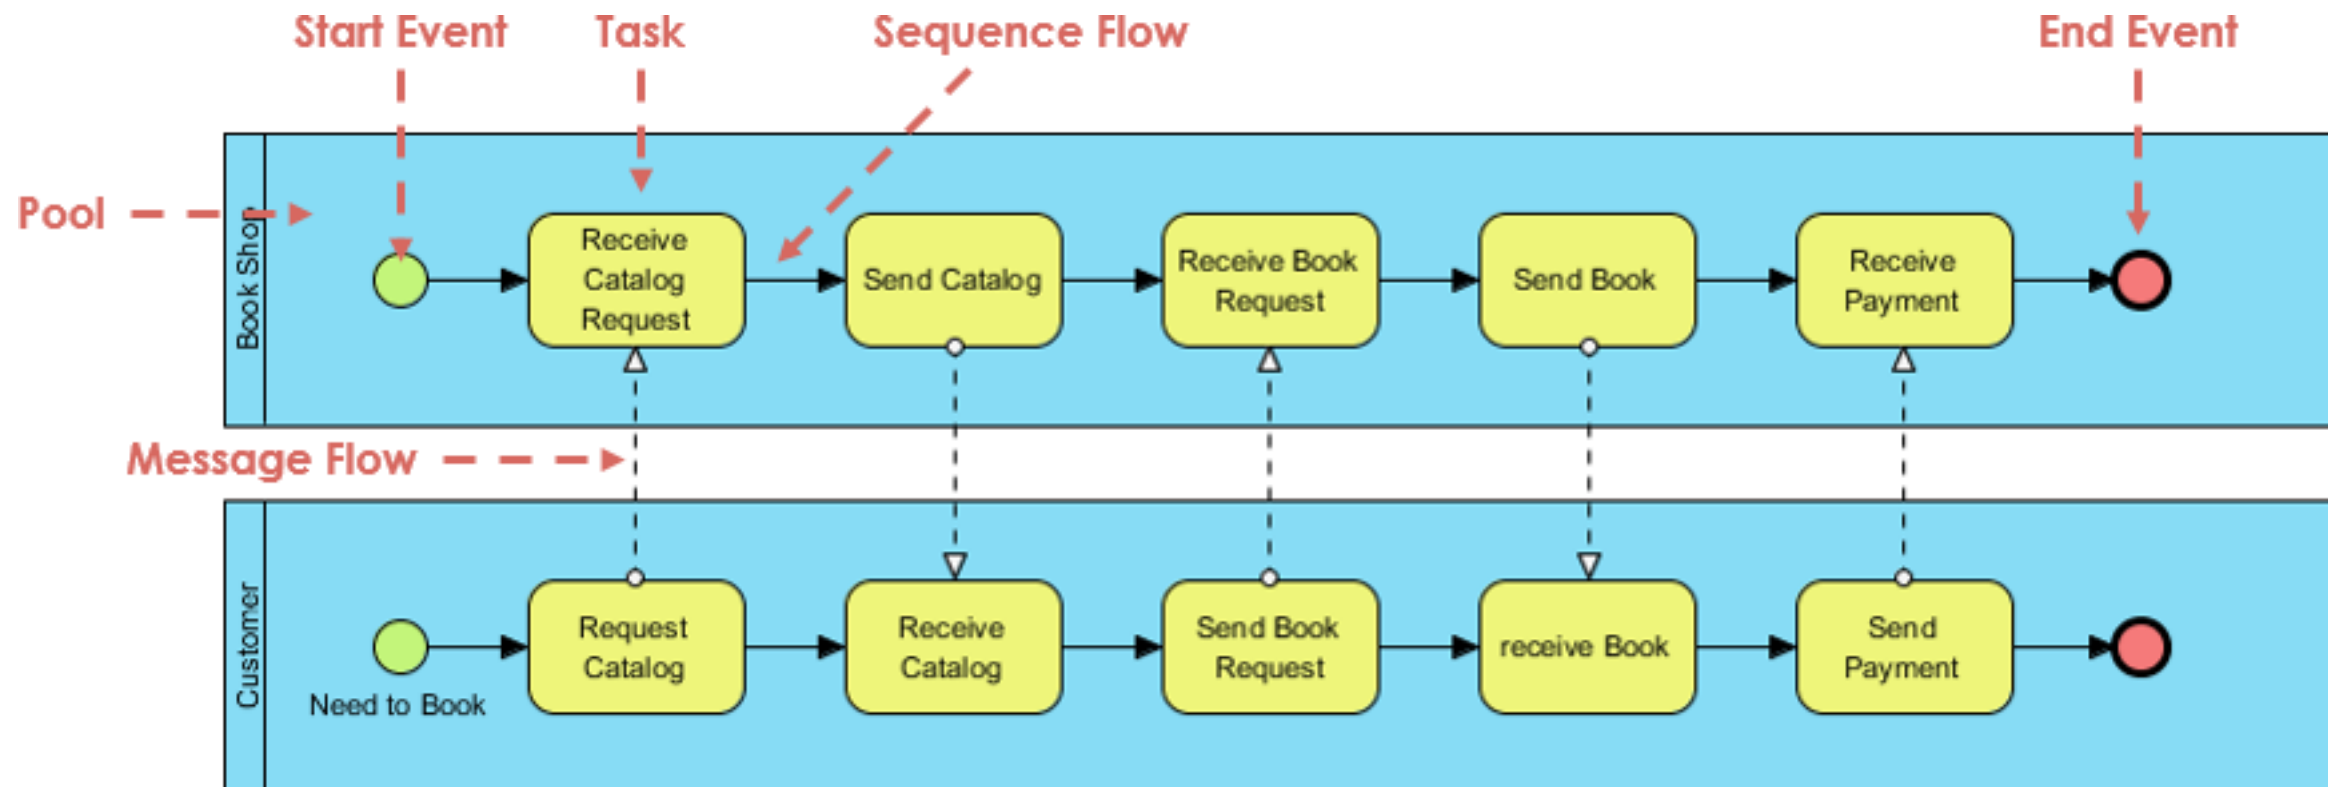 Start Event
Task
Sequence Flow
End Event
Pool
Book Shop
Receive
Catalog
Request
Send Catalog
Receive Book
Request
Send Book
Receive
Payment
Message Flow
Customer
Need to Book
Request
Catalog
Receive
Catalog
Send Book
Request
receive Book
Send
Payment